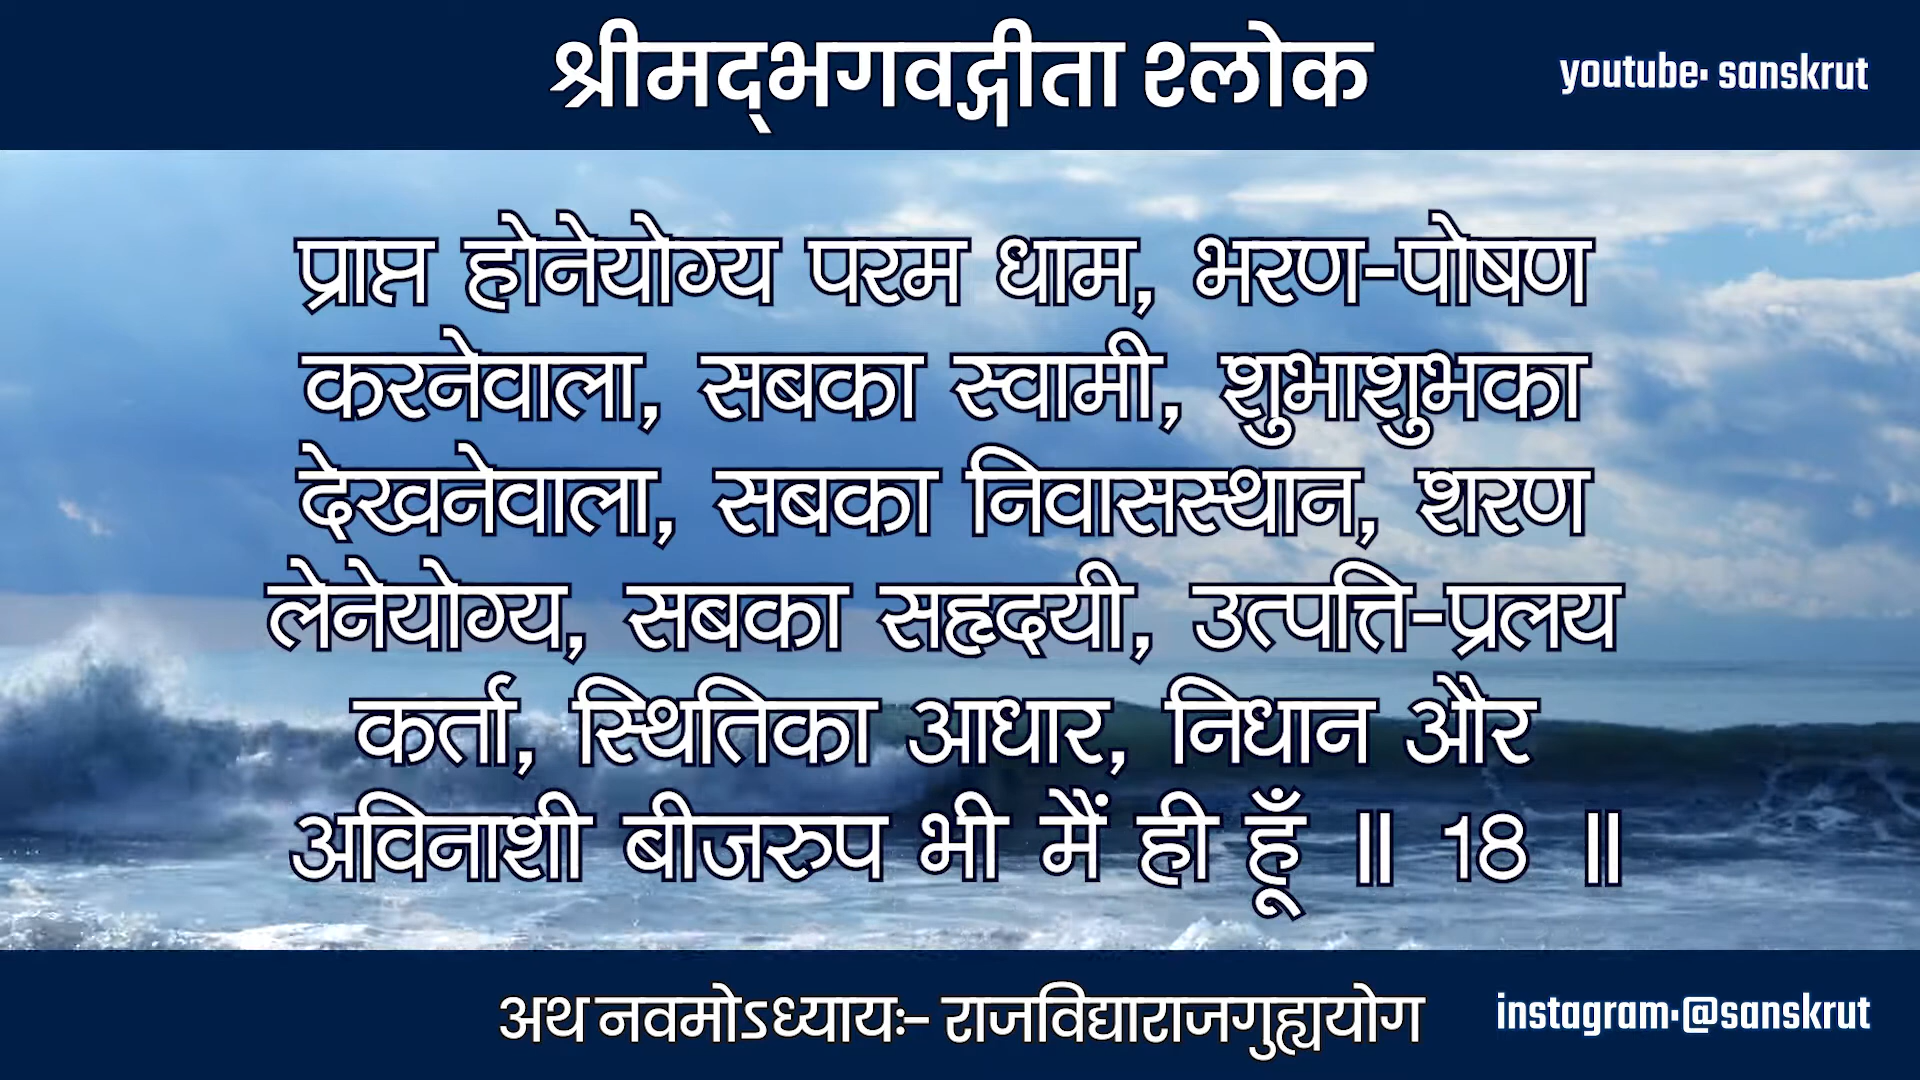 श्रीमद्‌भगवद्गीता श्लोक
youtube: sanskrut
प्राप्त होनेयोग्य परम धाम, भरण-पोषण
करनेवाला, सबका स्वामी, शुभाशुभका
देखनेवाला, सबका निवासस्थान, शरण
लेनेयोग्य, सबका सहृदयी, उत्पत्ति-प्रलय
कर्ता, स्थितिका आधार, निधान और
अविनाशी बीजरुप भी मैं ही हूँ ॥ 18 ॥
अथ नवमोऽध्यायः- राजविद्याराजगुह्ययोग
instagram:@sanskrut